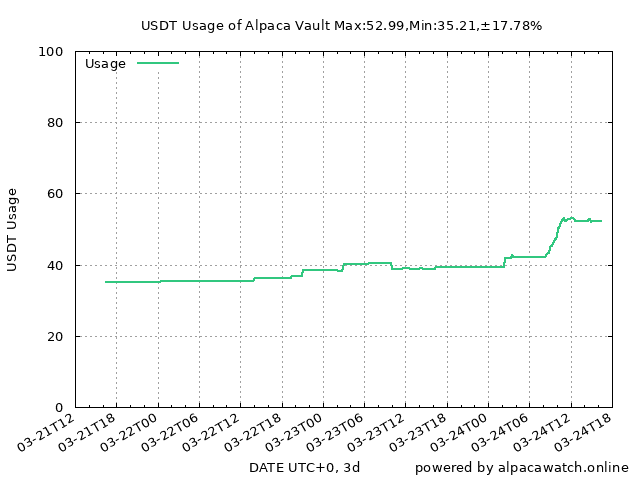 USDT Usage of Alpaca Vault Max:52.99,Min:35.21,±17.78%
Usage
100
80
60
40
20
0
USDT Usage
03-21T12
03-21T18
03-22T00
03-22T06
03-22T12
03-22T18
03-23T00
03-23T06
03-23T12
03-23T18
03-24T00
03-24T06
03-24T12
03-24T18
DATE UTC+0, 3d
powered by alpacawatch.online